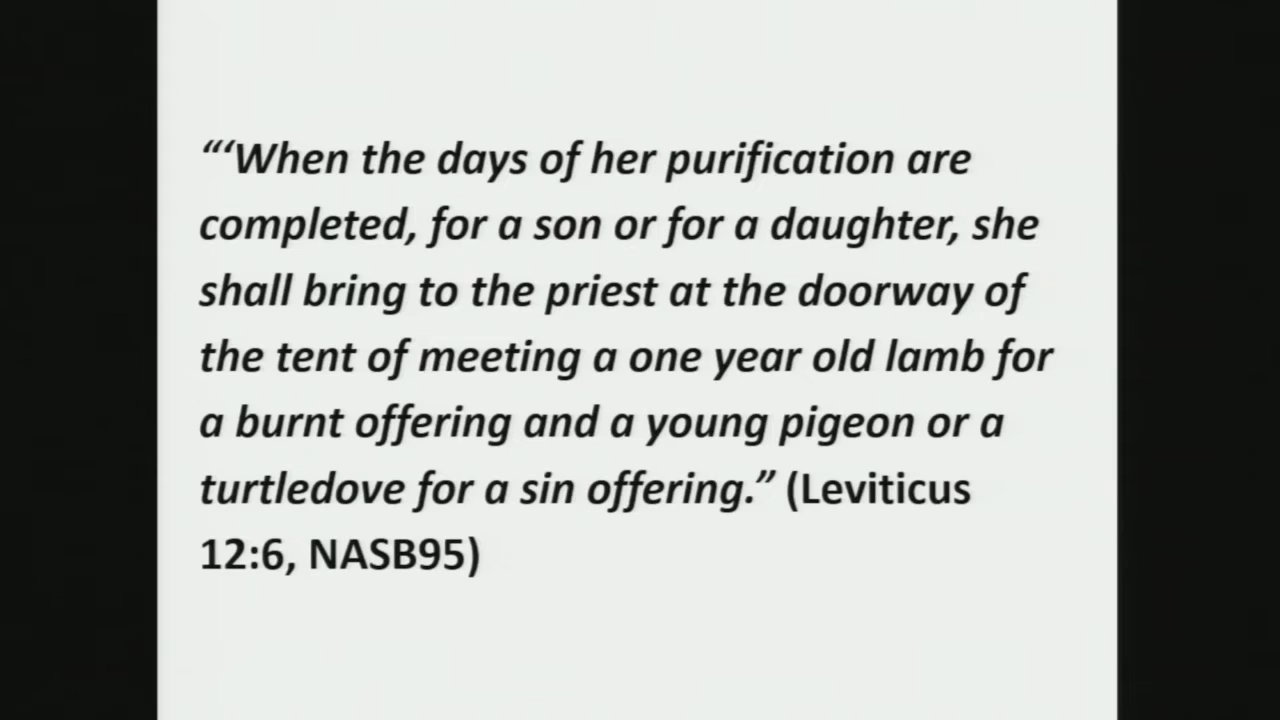 “‘When the days of her purification are
completed, for a son or for a daughter, she
shall bring to the priest at the doorway of
the tent of meeting a one year old lamb for
a burnt offering and a young pigeon or a
turtledove for a sin offering.” (Leviticus
12:6, NASB95)